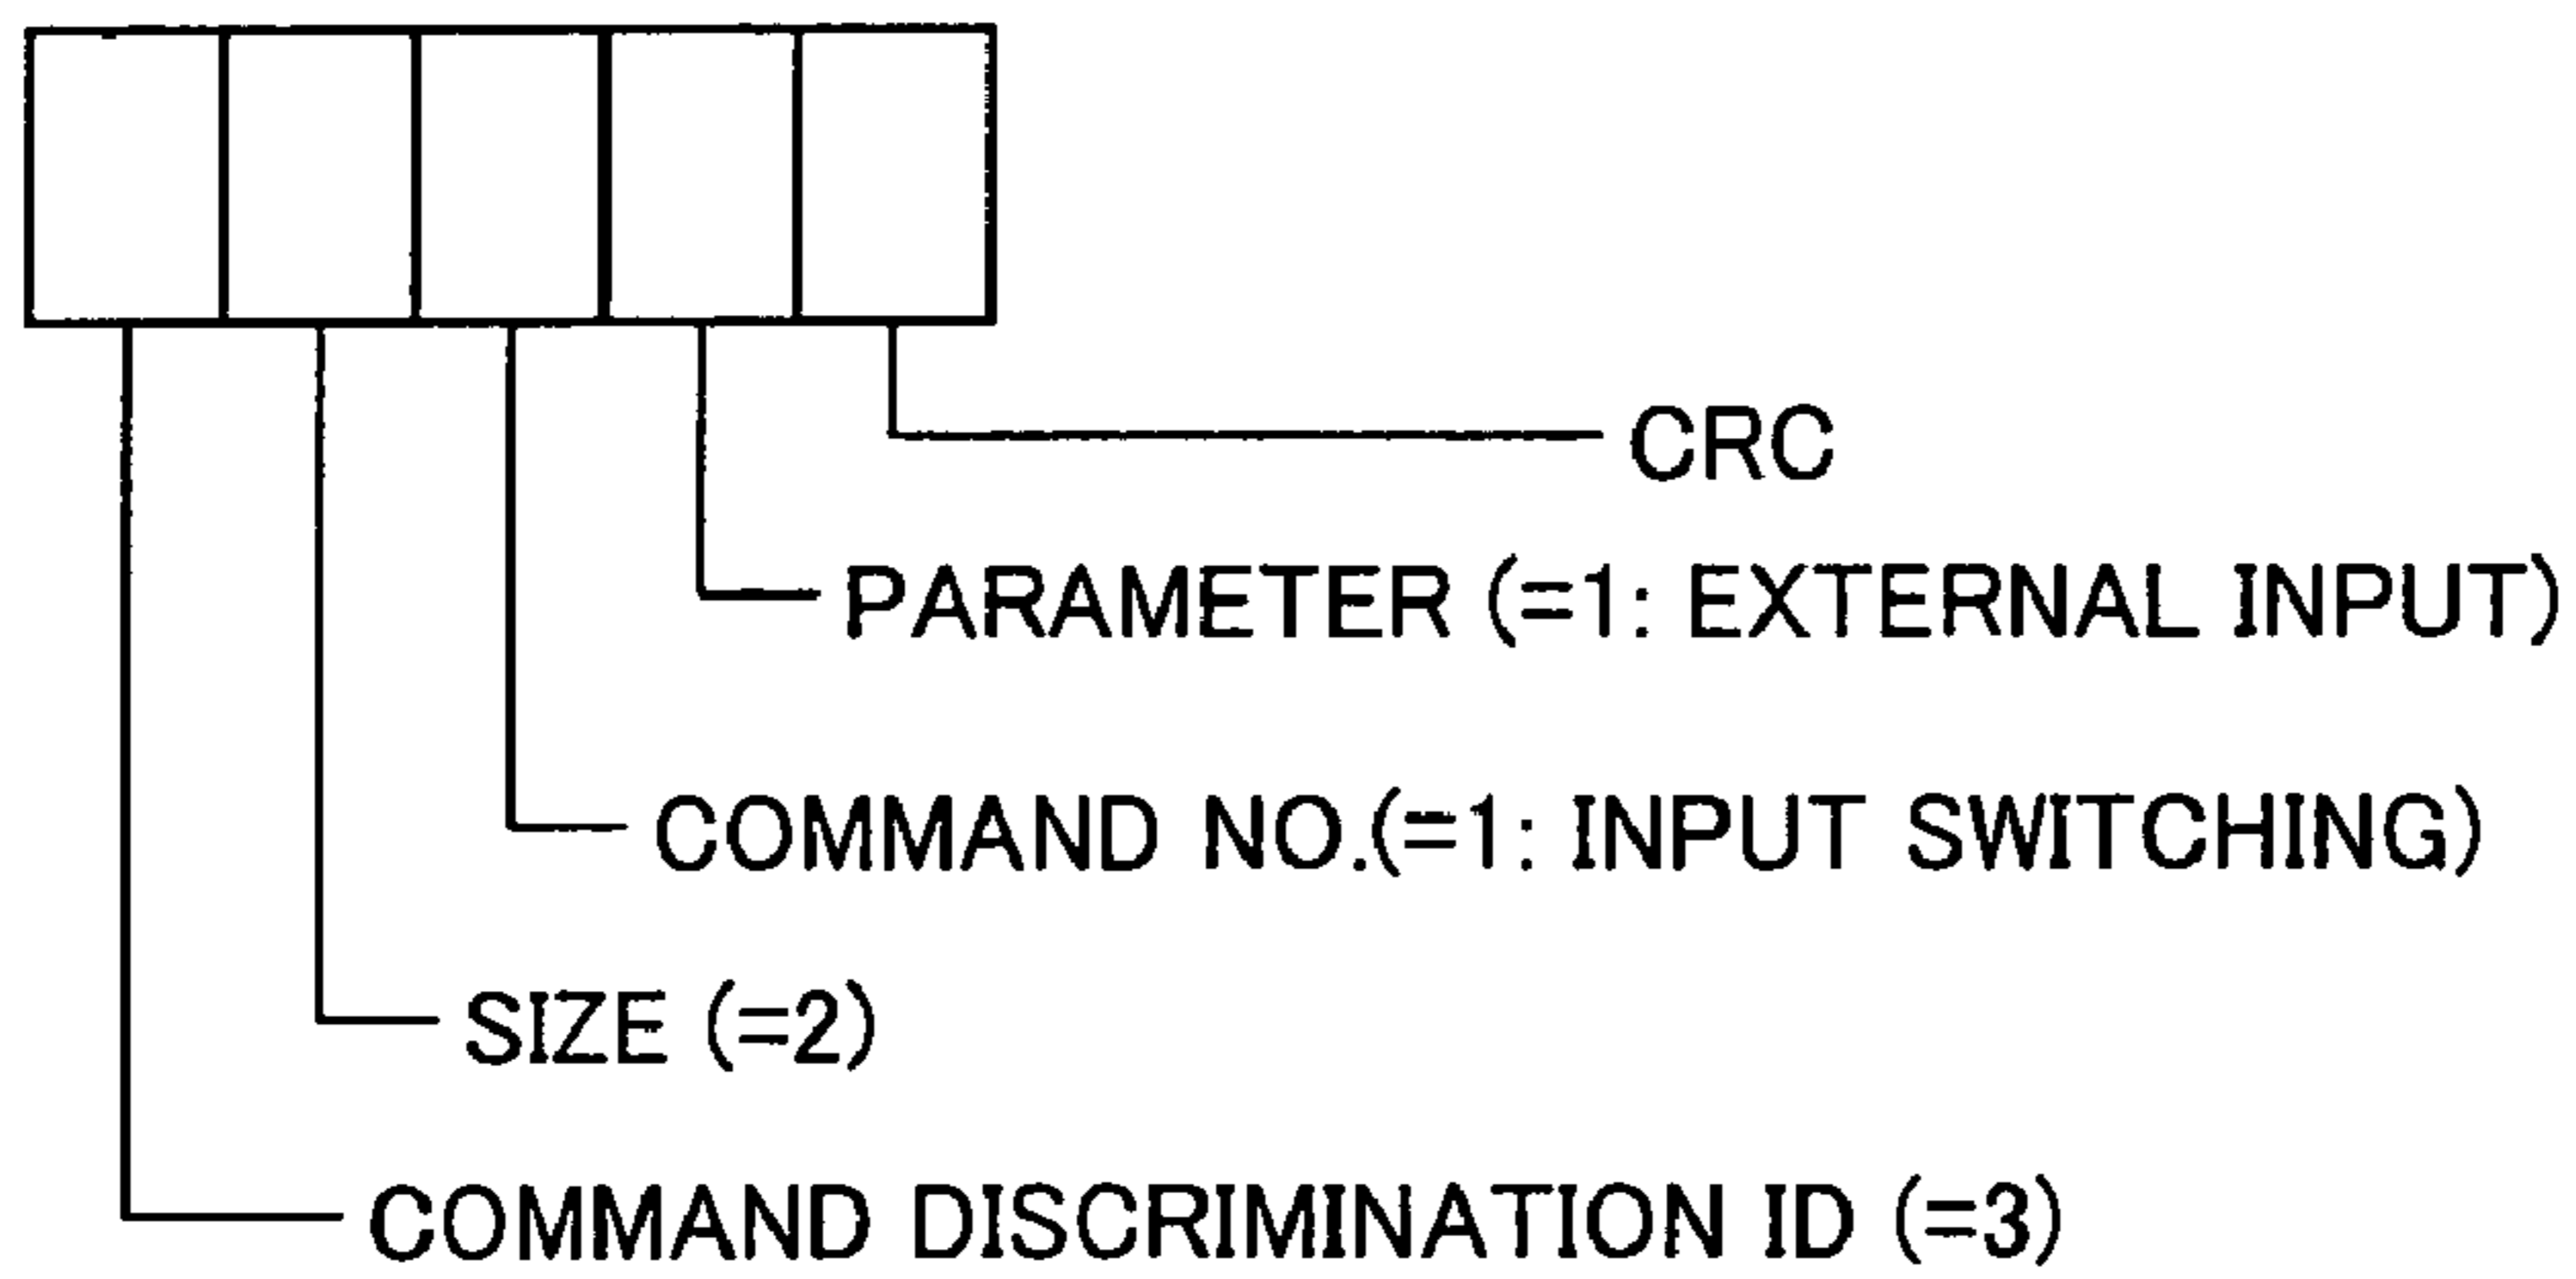 CRC
PARAMETER (=1: EXTERNAL INPUT)
COMMAND NO.(=1: INPUT SWITCHING)
SIZE (=2)
COMMAND DISCRIMINATION ID (=3)